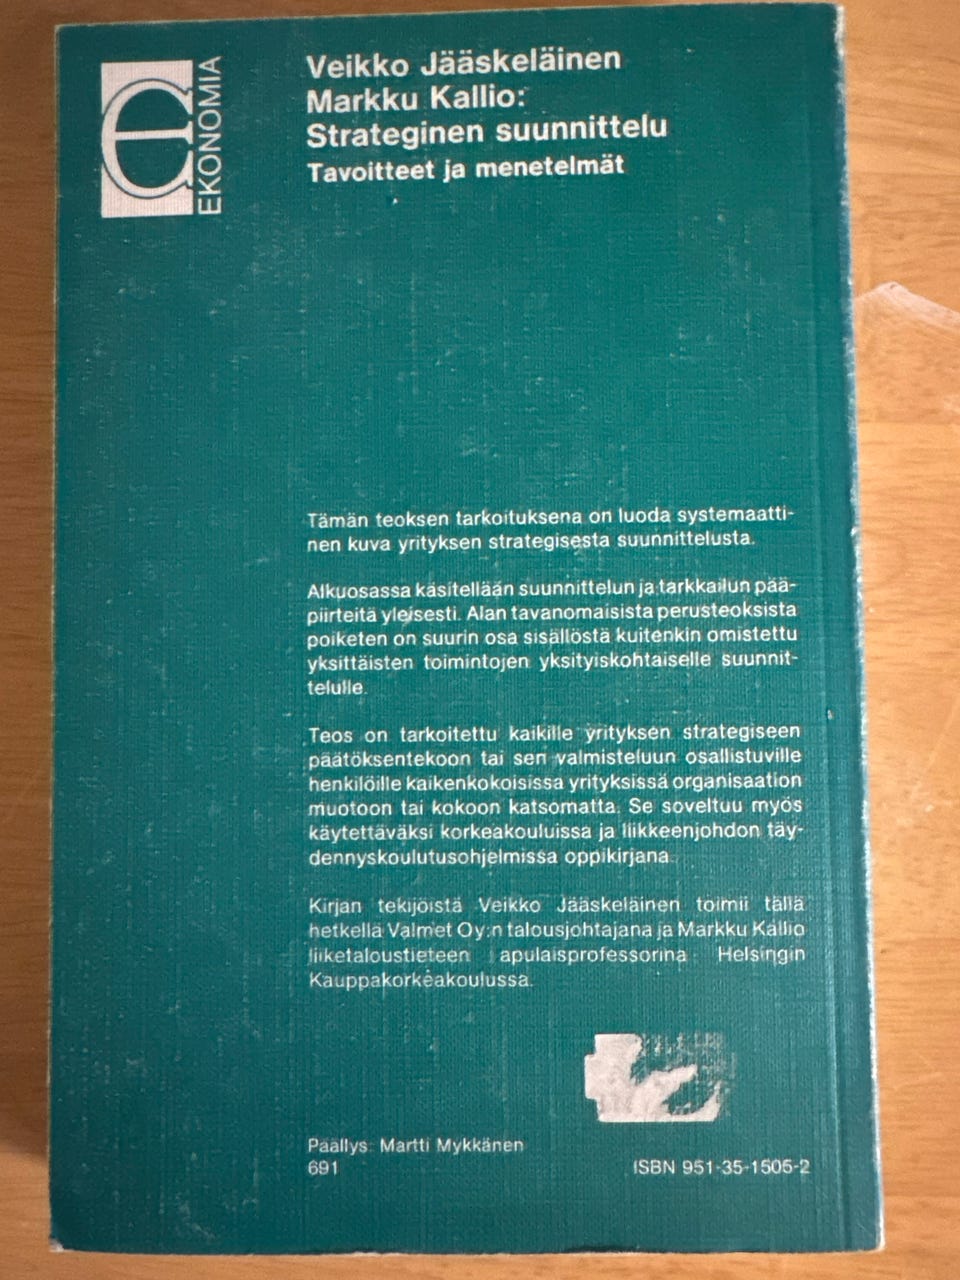 EKONOMIA
Veikko Jääskeläinen
Markku Kallio:
Strateginen suunnittelu
Tavoitteet ja menetelmät
Tämän teoksen tarkoituksena on luoda systemaatti-
nen kuva yrityksen strategisesta suunnittelusta.
Alkuosassa käsitellään suunnittelun ja tarkkailun pää-
piirteitä yleisesti. Alan tavanomaisista perusteoksista
poiketen on suurin osa sisällöstä kuitenkin omistettu
yksittäisten toimintojen yksityiskohtaiselle suunnit-
telulle.
Teos on tarkoitettu kaikille yrityksen strategiseen
päätöksentekoon tai sen valmisteluun osallistuville
henkilöille kaikenkokoisissa yrityksissä organisaation
muotoon tai kokoon katsomatta. Se soveltuu myös
käytettäväksi korkeakouluissa ja liikkeenjohdon täy-
dennyskoulutusohjelmissa oppikirjana.
Kirjan tekijöistä Veikko Jääskeläinen toimii tällä
hetkellä Valmet Oy:n talousjohtajana ja Markku Kallio
liiketaloustieteen apulaisprofessorina Helsingin
Kauppakorkeakoulussa.
Päällys: Martti Mykkänen
691
ISBN 951-35-1505-2